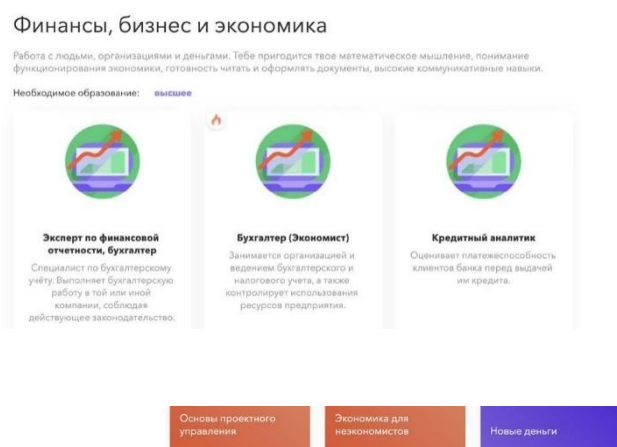 Финансы, бизнес и экономика
Работа с людьми, организациями и деньгами. Тебе пригодится твое математическое мышление, понимание
функционирования экономики, готовность читать и оформлять документы, высокие коммуникативные навыки.
Необходимое образование: высшее
Эксперт по финансовой
отчетности, бухгалтер
Специалист по бухгалтерскому
учёту. Выполняет бухгалтерскую
работу в той или иной
компании, соблюдая
действующее законодательство.
Бухгалтер (Экономист)
Занимается организацией и
ведением бухгалтерского и
налогового учета, а также
контролирует использования
ресурсов предприятия.
Кредитный аналитик
Оценивает платежеспособность
клиентов банка перед выдачей
им кредита.
Основы проектного
управления
Экономика для
неэкономистов
Новые деньги